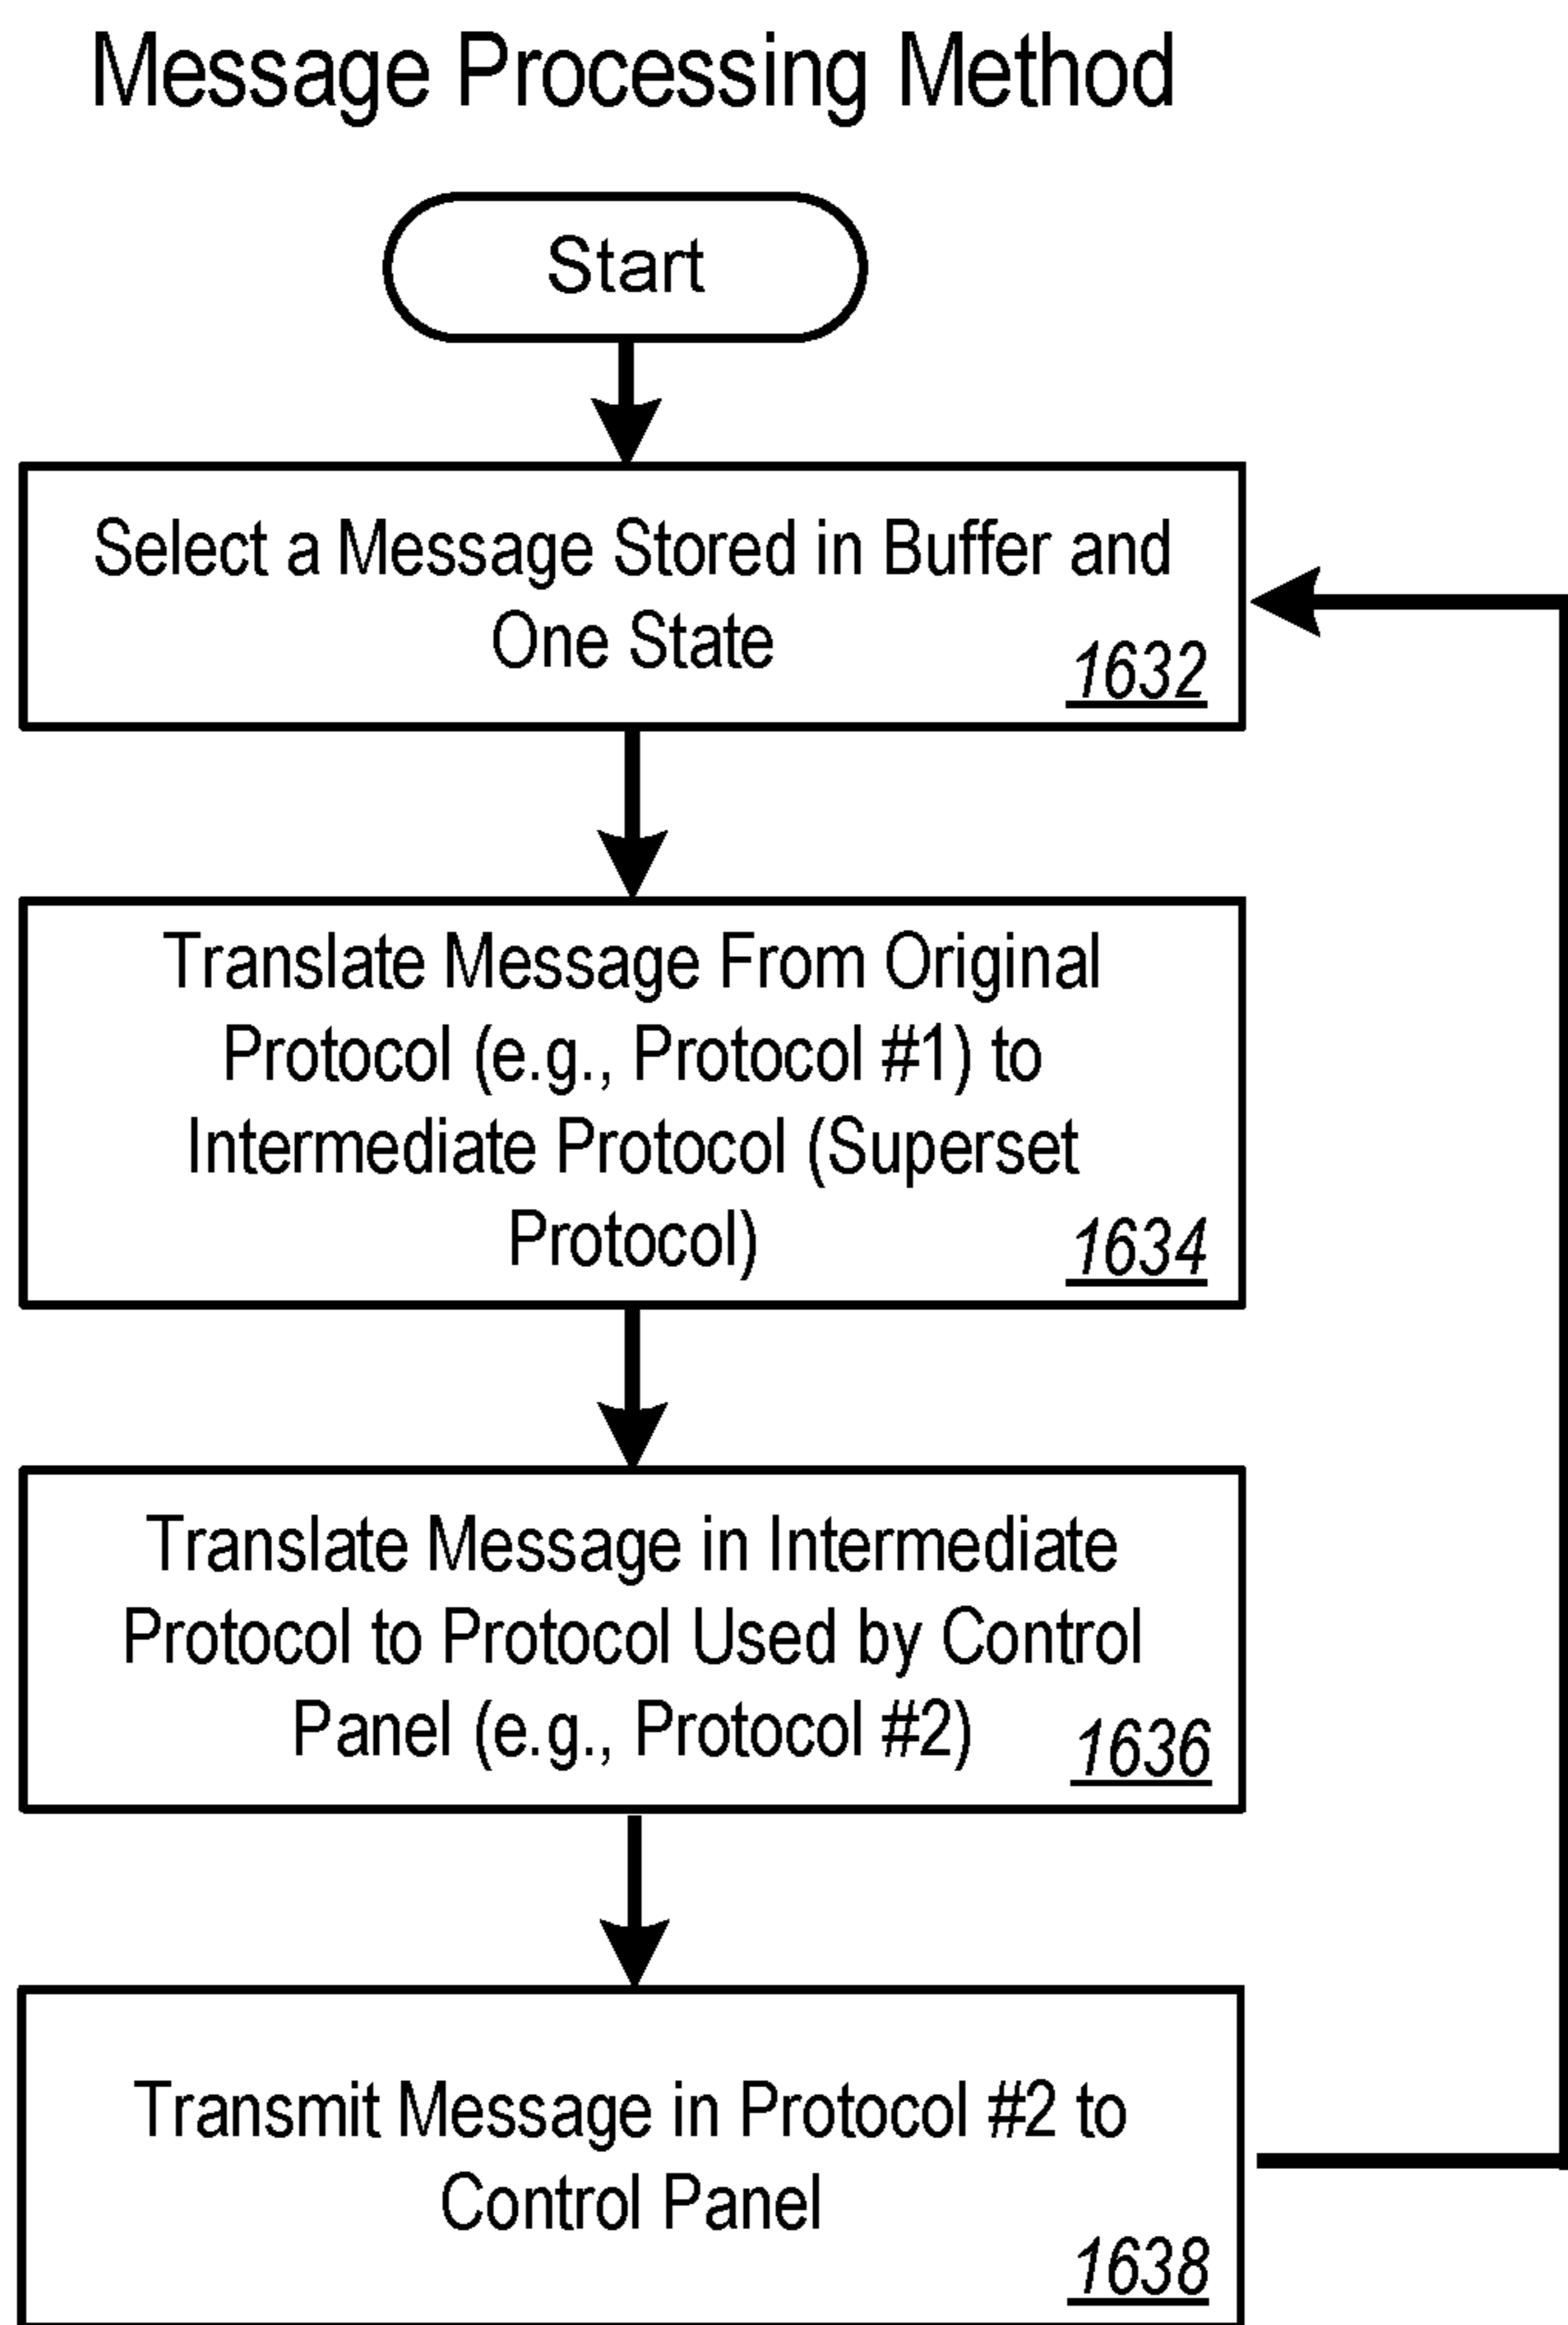 Message Processing Method
Start
Select a Message Stored in Buffer and
One State
1632
Translate Message From Original
Protocol (e.g., Protocol #1) to
Intermediate Protocol (Superset
Protocol)
1634
Translate Message in Intermediate
Protocol to Protocol Used by Control
Panel (e.g., Protocol #2)
1636
Transmit Message in Protocol #2 to
Control Panel
1638